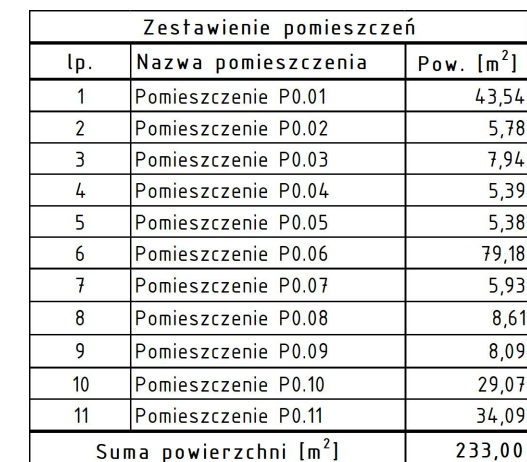 Zestawienie pomieszczeń
lp. Nazwa pomieszczenia Pow. [m²]
1 Pomieszczenie P0.01 43,54
2 Pomieszczenie P0.02 5,78
3 Pomieszczenie P0.03 7,94
4 Pomieszczenie P0.04 5,39
5 Pomieszczenie P0.05 5,38
6 Pomieszczenie P0.06 79,18
7 Pomieszczenie P0.07 5,93
8 Pomieszczenie P0.08 8,61
9 Pomieszczenie P0.09 8,09
10 Pomieszczenie P0.10 29,07
11 Pomieszczenie P0.11 34,09
Suma powierzchni [m²] 233,00